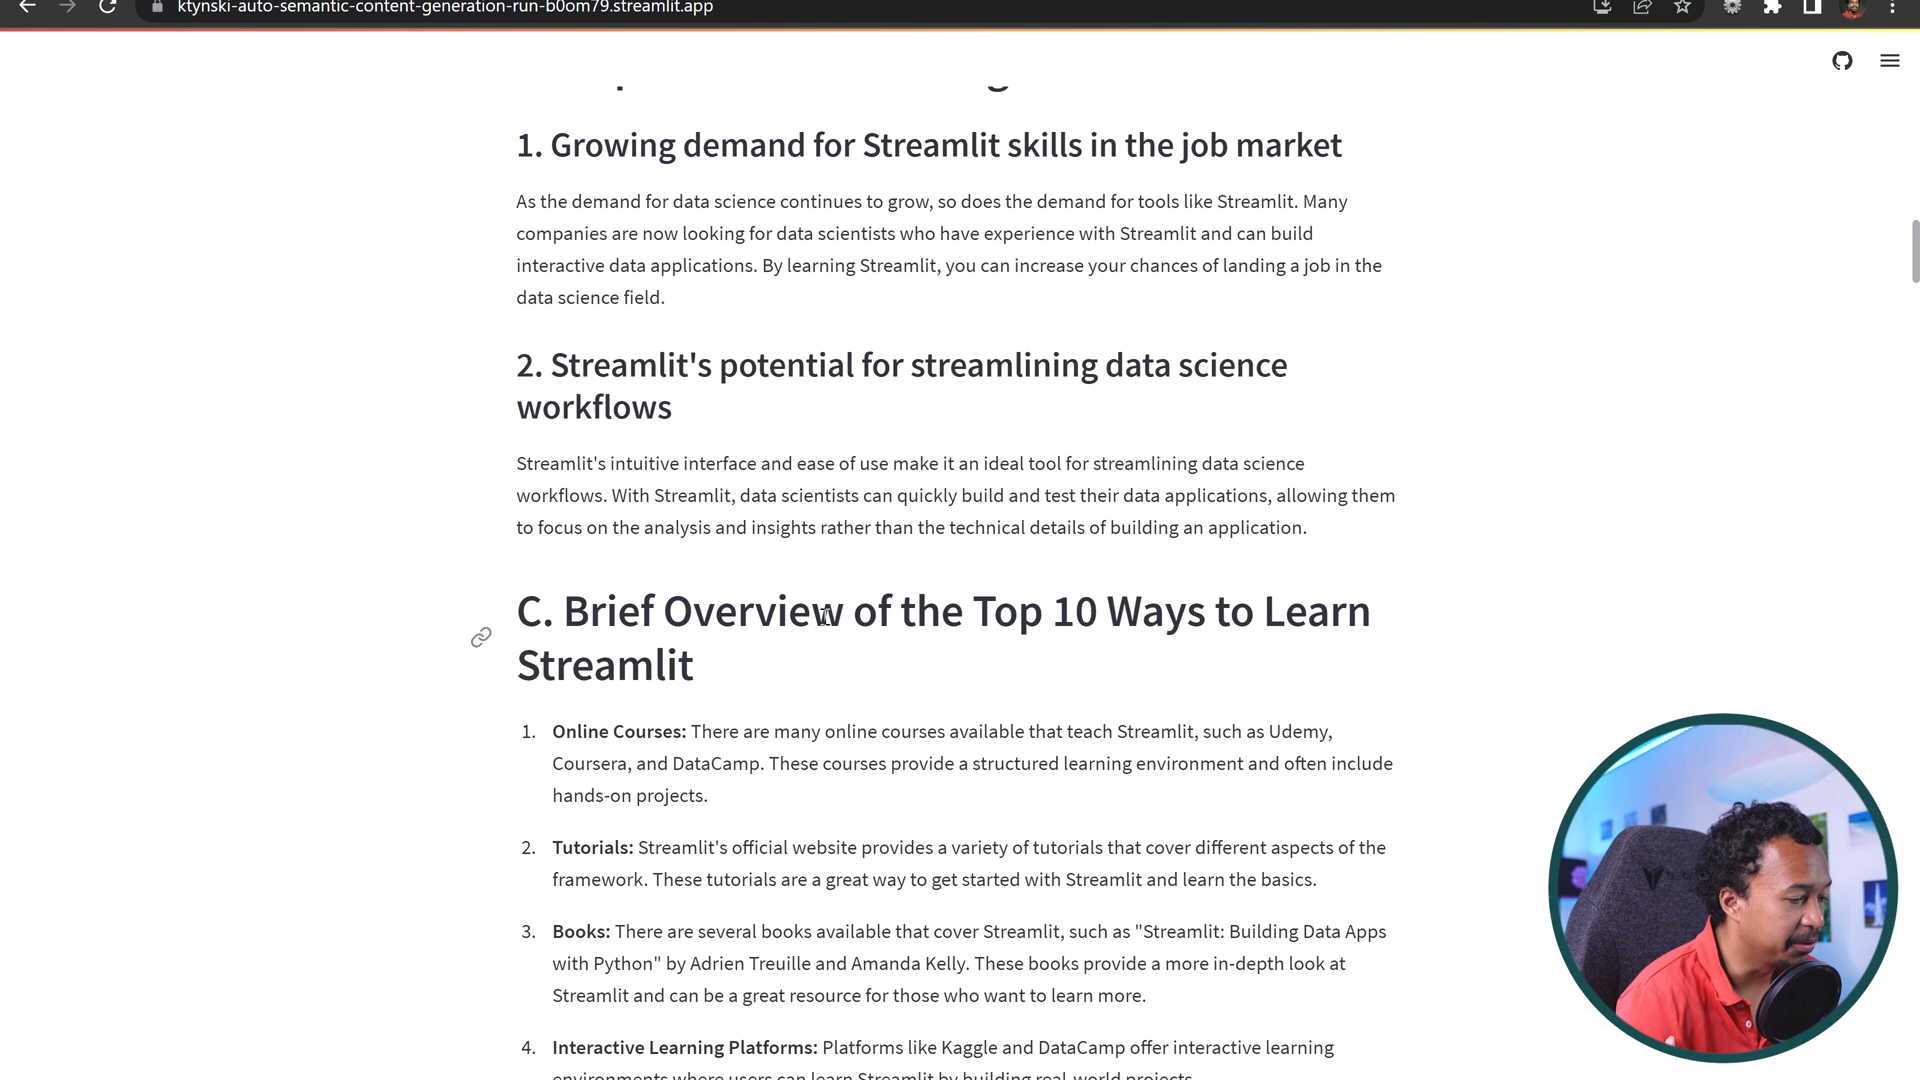 ktynski-auto-semantic-content-generation-run-b0om79.streamlit.app
1. Growing demand for Streamlit skills in the job market
As the demand for data science continues to grow, so does the demand for tools like Streamlit. Many
companies are now looking for data scientists who have experience with Streamlit and can build
interactive data applications. By learning Streamlit, you can increase your chances of landing a job in the
data science field.
2. Streamlit's potential for streamlining data science
workflows
Streamlit's intuitive interface and ease of use make it an ideal tool for streamlining data science
workflows. With Streamlit, data scientists can quickly build and test their data applications, allowing them
to focus on the analysis and insights rather than the technical details of building an application.
C. Brief Overview of the Top 10 Ways to Learn
Streamlit
1. Online Courses: There are many online courses available that teach Streamlit, such as Udemy,
Coursera, and DataCamp. These courses provide a structured learning environment and often include
hands-on projects.
2. Tutorials: Streamlit's official website provides a variety of tutorials that cover different aspects of the
framework. These tutorials are a great way to get started with Streamlit and learn the basics.
3. Books: There are several books available that cover Streamlit, such as "Streamlit: Building Data Apps
with Python" by Adrien Treuille and Amanda Kelly. These books provide a more in-depth look at
Streamlit and can be a great resource for those who want to learn more.
4. Interactive Learning Platforms: Platforms like Kaggle and DataCamp offer interactive learning
environments where users can learn Streamlit by building real-world projects.